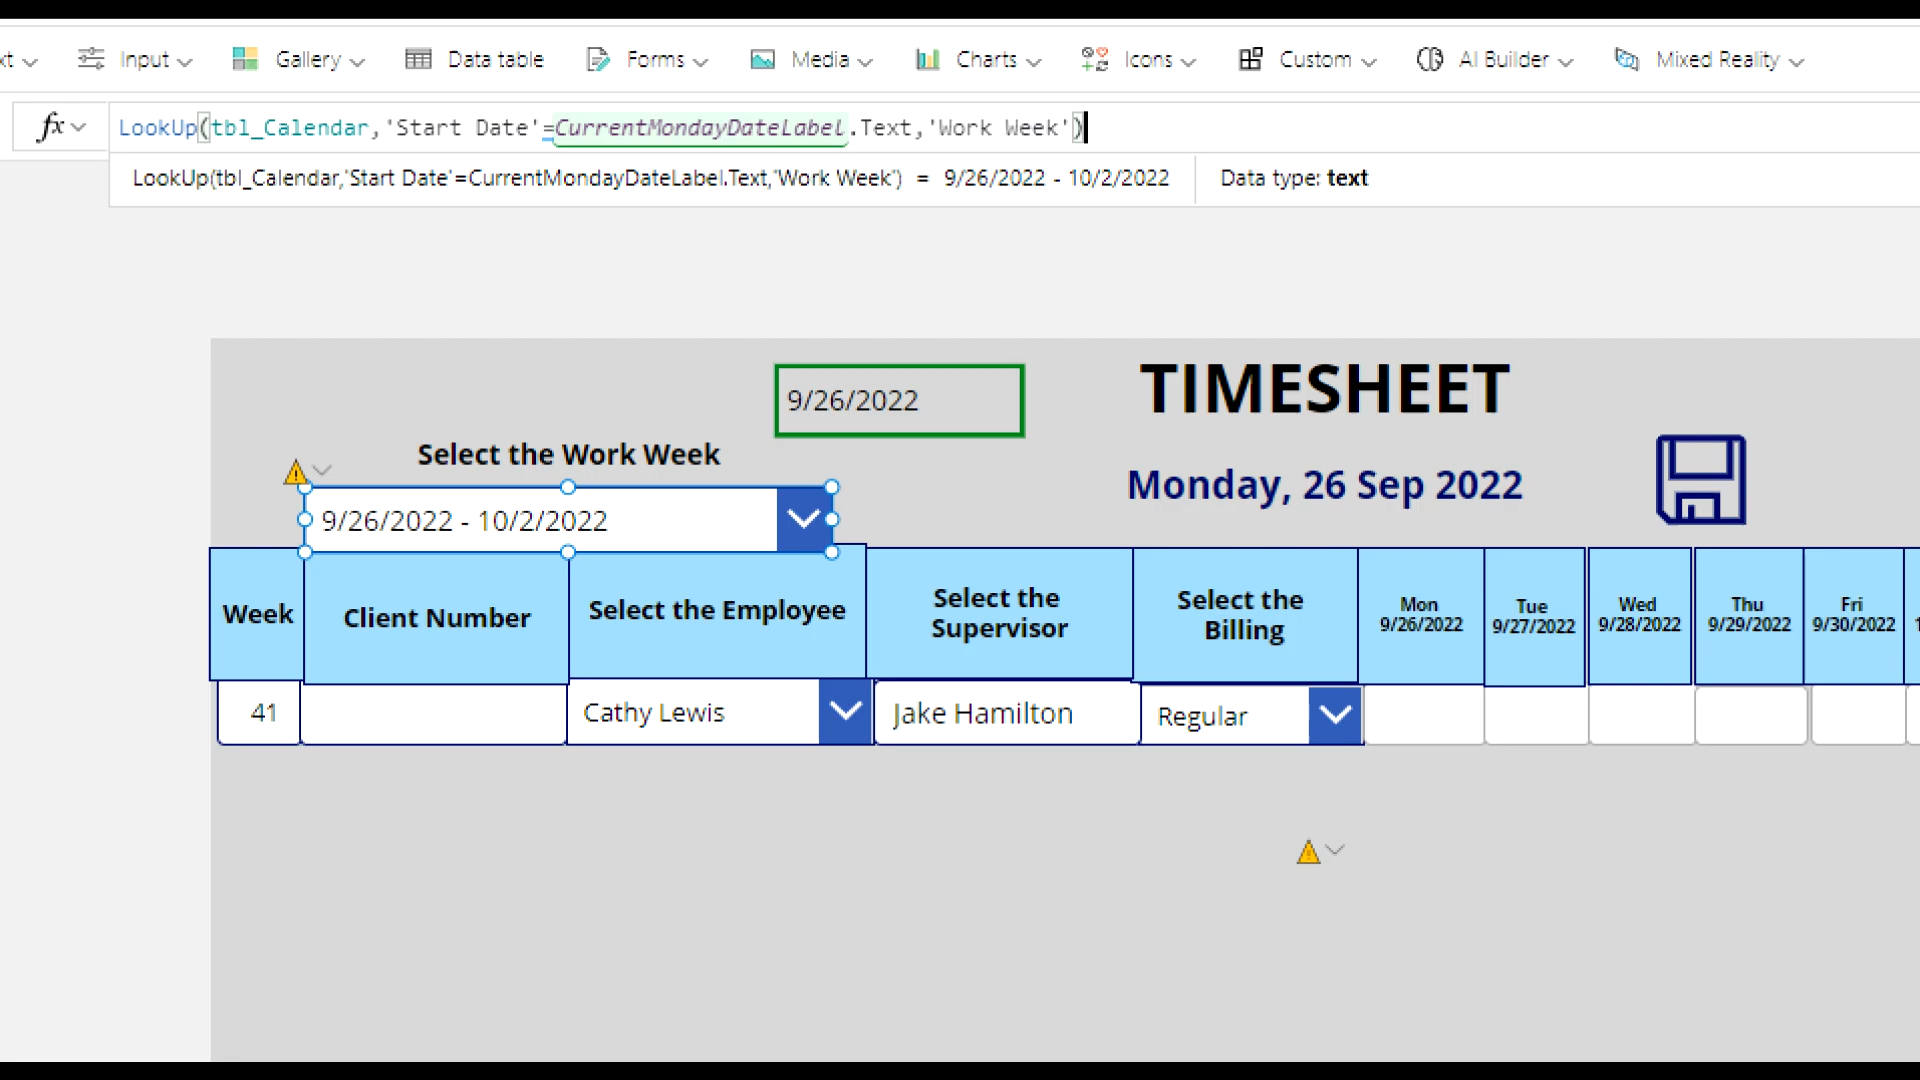 xt Input Gallery Data table Forms Media Charts Icons Custom AI Builder Mixed Reality
fx LookUp(tbl_Calendar,'Start Date'=CurrentMondayDateLabel.Text,'Work Week')
LookUp(tbl_Calendar,'Start Date'=CurrentMondayDateLabel.Text,'Work Week') = 9/26/2022 - 10/2/2022 Data type: text
9/26/2022
TIMESHEET
Select the Work Week
Monday, 26 Sep 2022
9/26/2022 - 10/2/2022
Week
Client Number
Select the Employee
Select the
Supervisor
Select the
Billing
Mon
9/26/2022
Tue
9/27/2022
Wed
9/28/2022
Thu
9/29/2022
Fri
9/30/2022
41
Cathy Lewis
Jake Hamilton
Regular